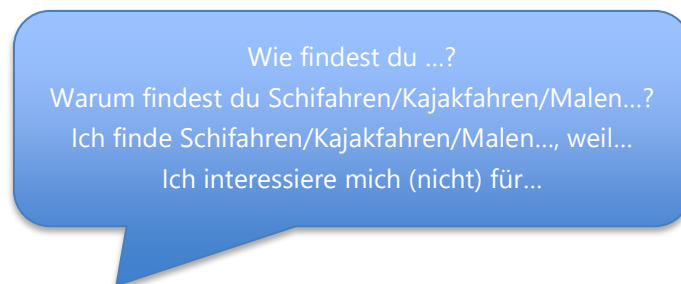 Wie findest du …?
Warum findest du Schifahren/Kajakfahren/Malen…?
Ich finde Schifahren/Kajakfahren/Malen…, weil…
Ich interessiere mich (nicht) für…